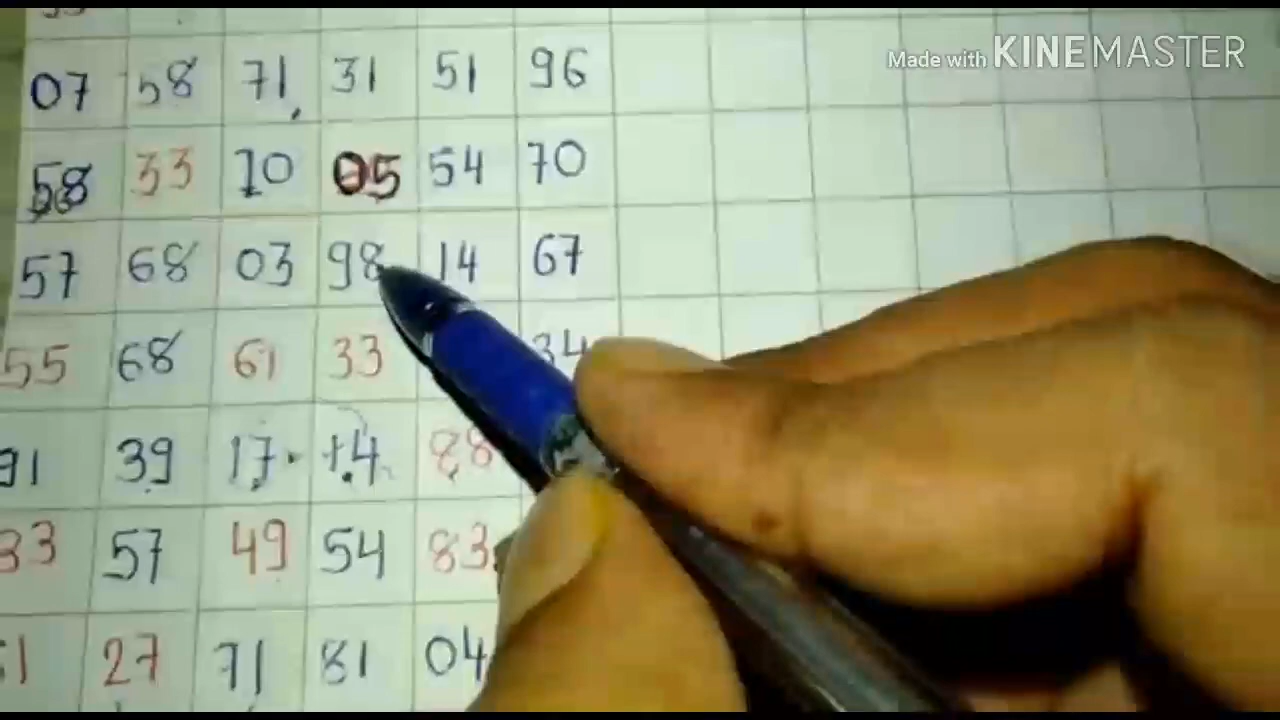 Made with KINEMASTER
07 58 71 31 51 96
58 33 10 05 54 70
57 68 03 98 14 67
55 68 61 33 34
91 39 17 14 88
33 57 49 54 83
27 71 81 04